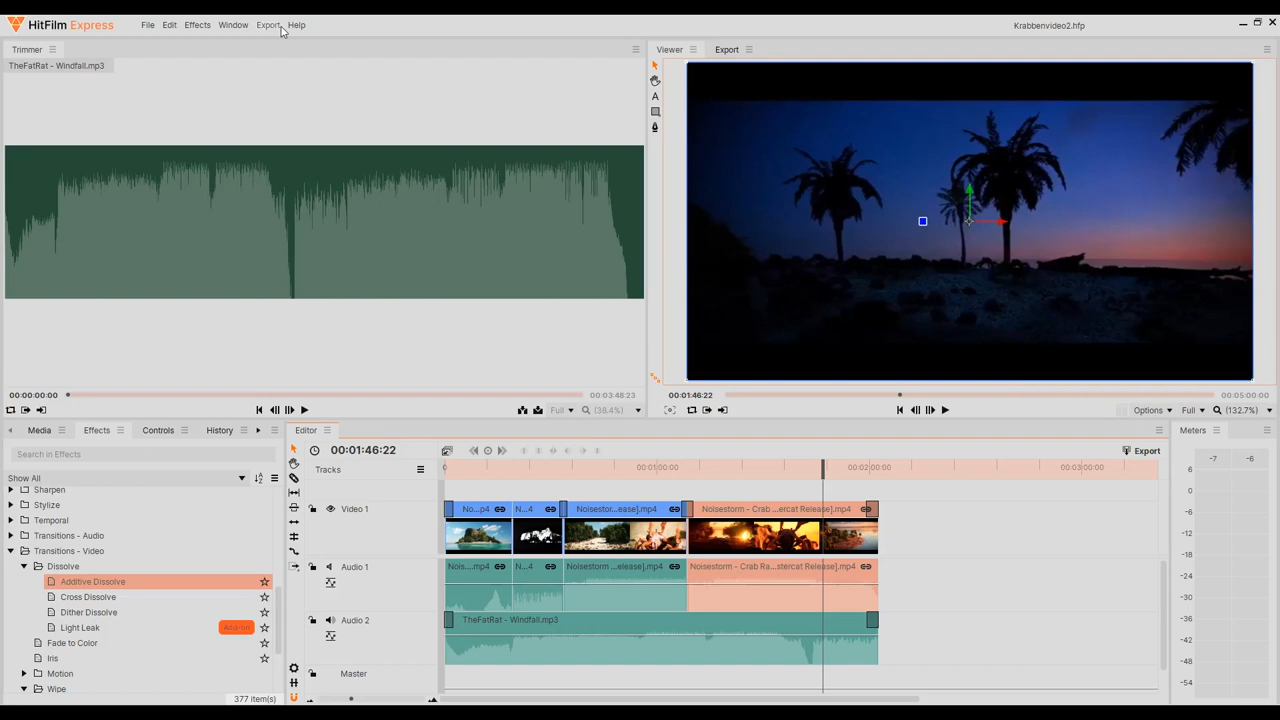 HitFilm Express
File Edit Effects Window Export Help
Krabbenvideo2.hfp
Trimmer
TheFatRat - Windfall.mp3
00:00:00:00
00:03:48:23
Full
(38.4%)
Viewer
Export
A
00:01:46:22
00:05:00:00
Options
Full
(132.7%)
Media
Effects
Controls
History
Search in Effects
Show All
Sharpen
Stylize
Temporal
Transitions - Audio
Transitions - Video
Dissolve
Additive Dissolve
Cross Dissolve
Dither Dissolve
Light Leak
Add-on
Fade to Color
Iris
Motion
Wipe
377 item(s)
Editor
00:01:46:22
Export
Tracks
0
00:01:00:00
00:02:00:00
00:03:00:00
Video 1
No...p4
N...4
Noisestor...ease].mp4
Noisestorm - Crab ...ercat Release].mp4
Audio 1
Nois....mp4
N...4
Noisestorm ...elease].mp4
Noisestorm - Crab Ra...stercat Release].mp4
Audio 2
TheFatRat - Windfall.mp3
Master
Meters
-7
-6
6
0
-6
-12
-18
-24
-30
-36
-42
-48
-54